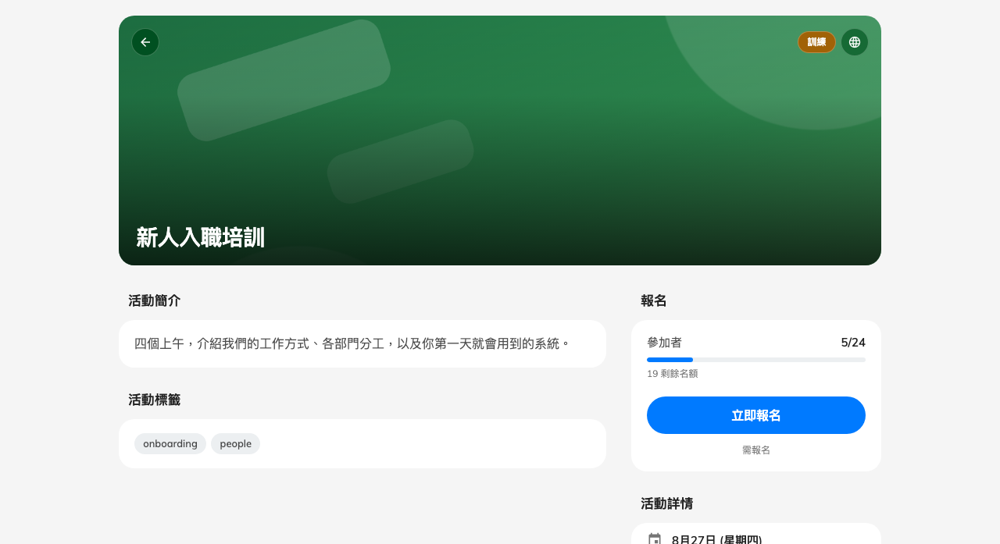 訓練
新人入職培訓
活動簡介
四個上午，介紹我們的工作方式、各部門分工，以及你第一天就會用到的系統。
活動標籤
onboarding
people
報名
參加者
5/24
19 剩餘名額
立即報名
需報名
活動詳情
8月27日 (星期四)